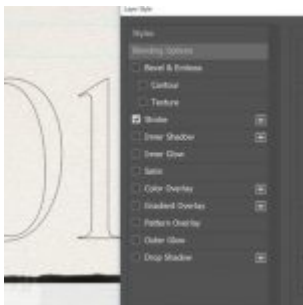 Layer Style
Styles
Blending Options
Bevel & Emboss
Contour
Texture
Stroke
Inner Shadow
Inner Glow
Satin
Color Overlay
Gradient Overlay
Pattern Overlay
Outer Glow
Drop Shadow
01